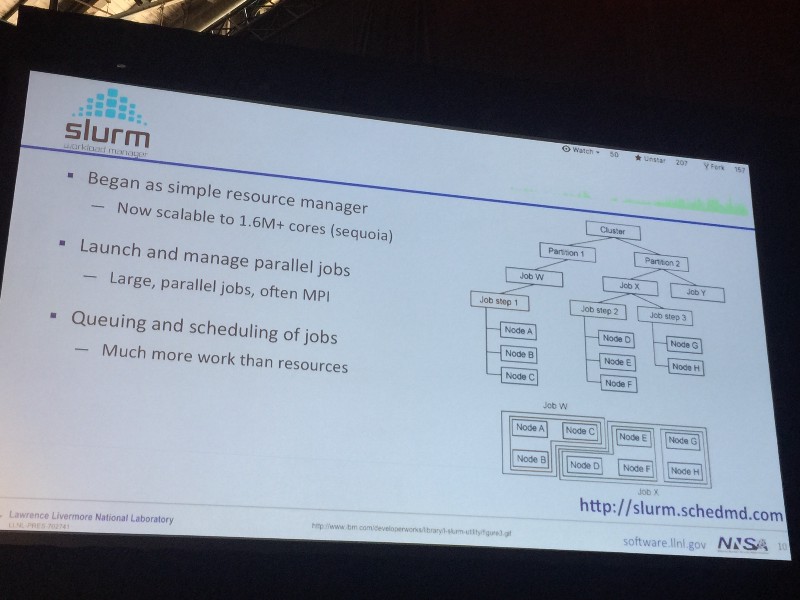 slurm
workload manager
Watch 50 Unstar 207 Fork 157
▪ Began as simple resource manager
— Now scalable to 1.6M+ cores (sequoia)
▪ Launch and manage parallel jobs
— Large, parallel jobs, often MPI
▪ Queuing and scheduling of jobs
— Much more work than resources
Cluster
Partition 1
Partition 2
Job W
Job X
Job Y
Job step 1
Job step 2
Job step 3
Node A
Node B
Node C
Node D
Node E
Node F
Node G
Node H
Job W
Node A Node C Node E Node G
Node B Node D Node F Node H
Job X
http://slurm.schedmd.com
Lawrence Livermore National Laboratory
LLNL-PRES-702741
http://www.ibm.com/developerworks/library/l-slurm-utility/figure3.gif
software.llnl.gov
NNSA
10